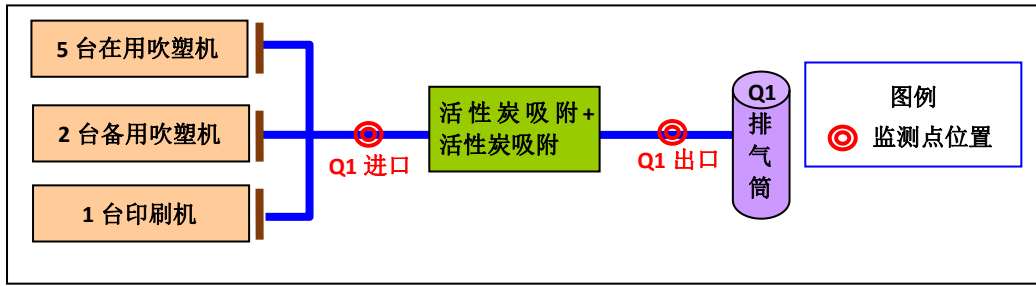 5 台在用吹塑机
2 台备用吹塑机
1 台印刷机
Q1 进口
活性炭吸附+
活性炭吸附
Q1 出口
Q1
排
气
筒
图例
监测点位置